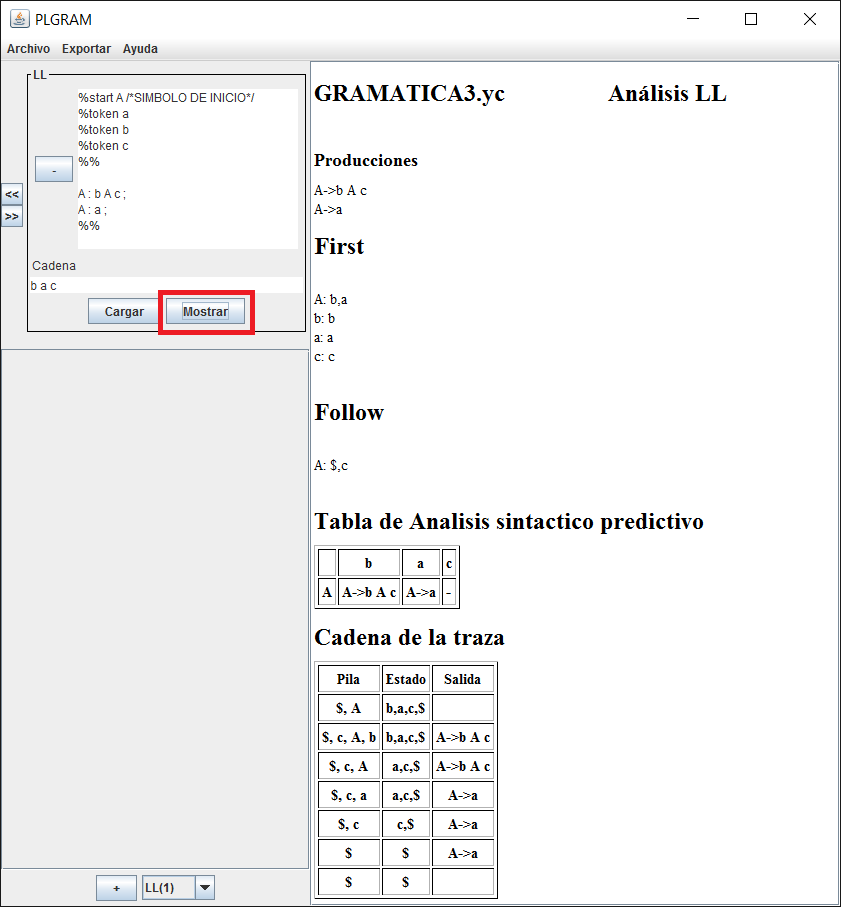 PLGRAM
Archivo Exportar Ayuda
LL
%start A /*SIMBOLO DE INICIO*/
%token a
%token b
%token c
%%
A : b A c ;
A : a ;
%%
-
<<
>>
Cadena
b a c
Cargar Mostrar
+ LL(1)
GRAMATICA3.yc Análisis LL
Producciones
A->b A c
A->a
First
A: b,a
b: b
a: a
c: c
Follow
A: $,c
Tabla de Analisis sintactico predictivo
b a c
A A->b A c A->a -
Cadena de la traza
Pila Estado Salida
$, A b,a,c,$
$, c, A, b b,a,c,$ A->b A c
$, c, A a,c,$ A->b A c
$, c, a a,c,$ A->a
$, c c,$ A->a
$ $ A->a
$ $